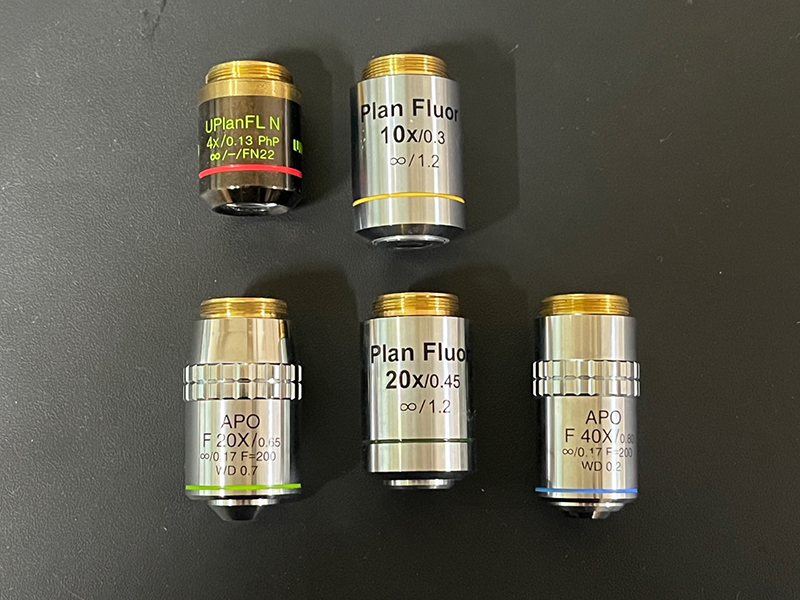 UPlanFL N
4x/0.13 PhP
∞/-/FN22
Plan Fluor
10x/0.3
∞/1.2
APO
F 20X/0.65
∞/0.17 F=200
WD 0.7
Plan Fluor
20x/0.45
∞/1.2
APO
F 40X/0.80
∞/0.17 F=200
WD 0.2